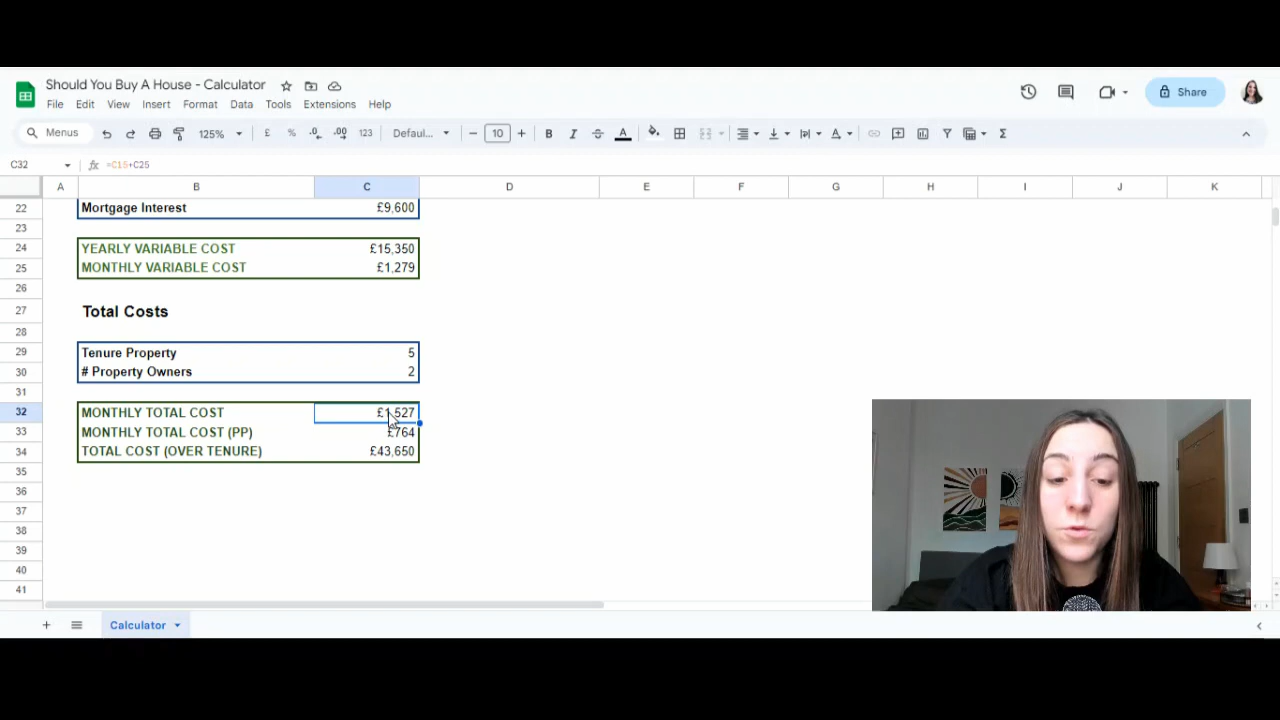 Should You Buy A House - Calculator
File Edit View Insert Format Data Tools Extensions Help
Share
Menus 125% £ % .0 .00 123 Defaul... 10 B I A
C32 fx =C15+C25
A B C D E F G H I J K
22 Mortgage Interest £9,600
23
24 YEARLY VARIABLE COST £15,350
25 MONTHLY VARIABLE COST £1,279
26
27 Total Costs
28
29 Tenure Property 5
30 # Property Owners 2
31
32 MONTHLY TOTAL COST £1,527
33 MONTHLY TOTAL COST (PP) £764
34 TOTAL COST (OVER TENURE) £43,650
35
36
37
38
39
40
41
Calculator